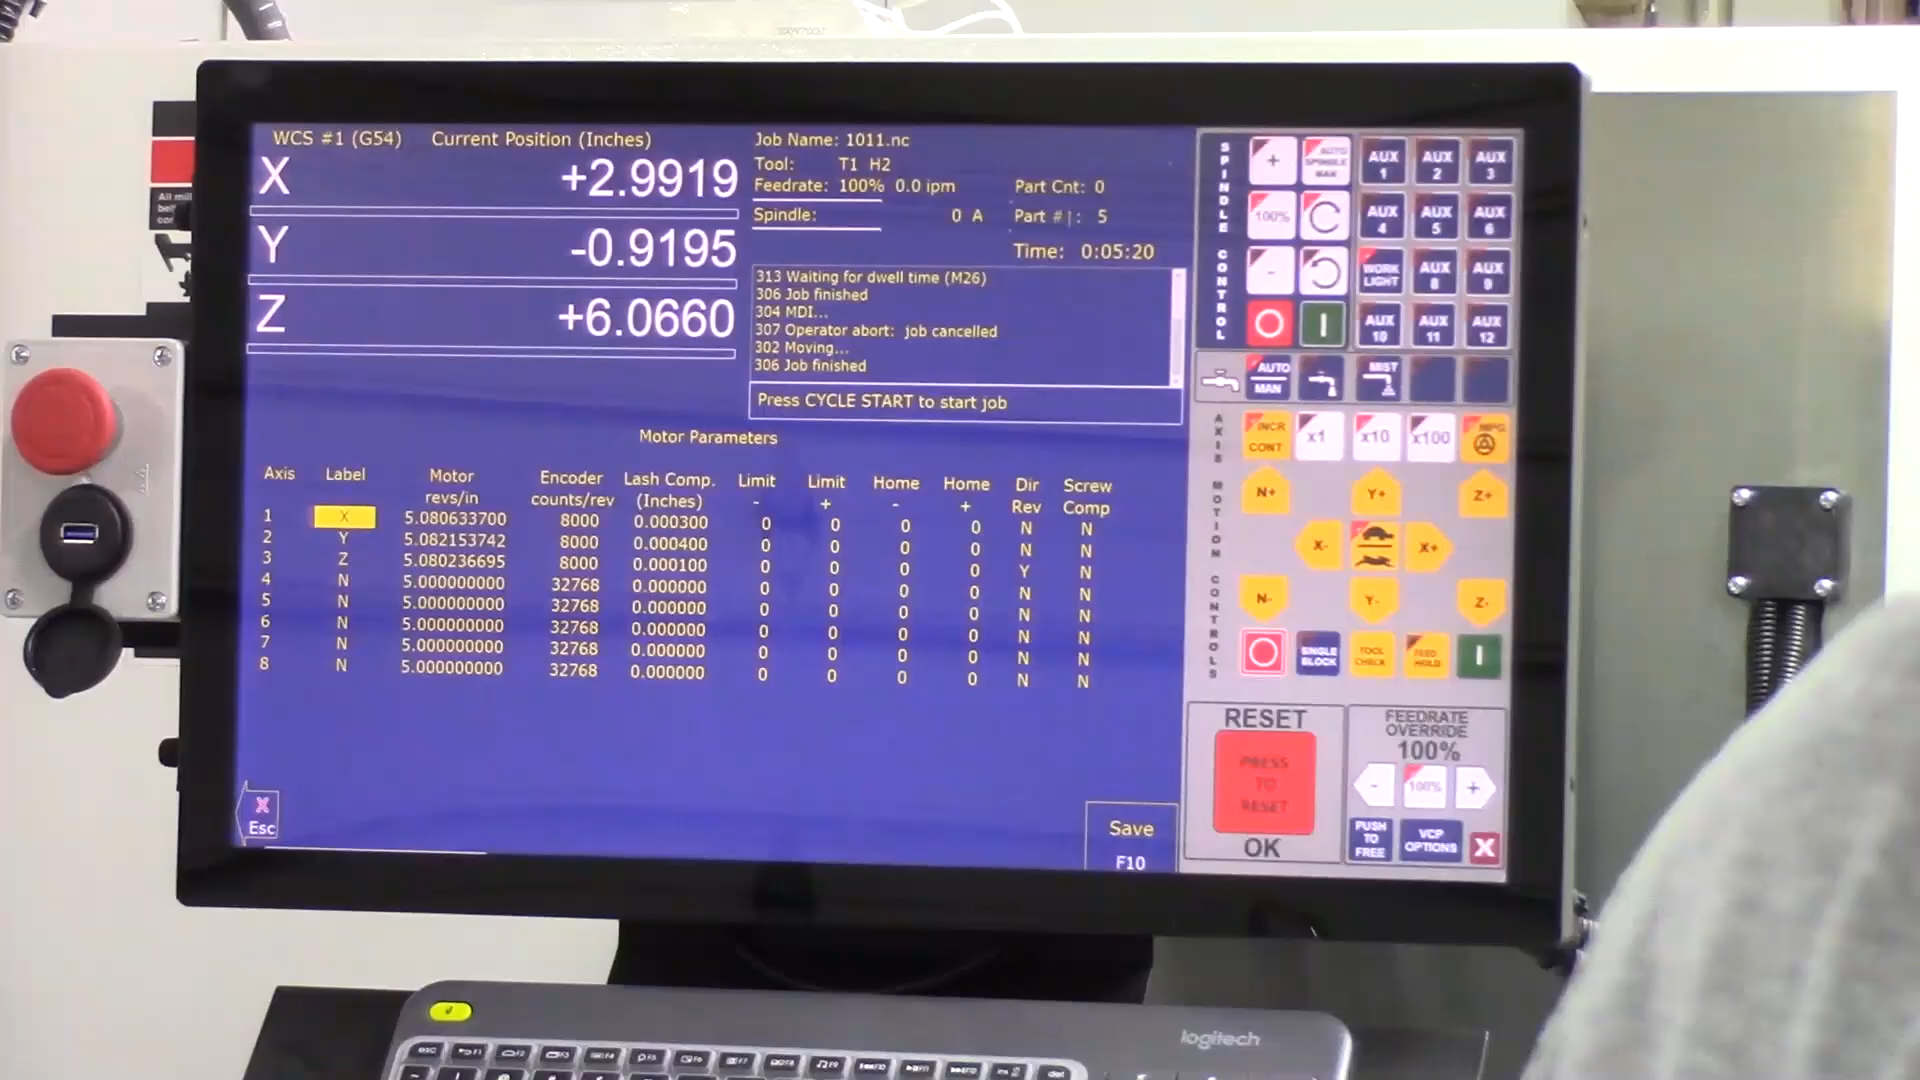 WCS #1 (G54) Current Position (Inches)
X +2.9919
Y -0.9195
Z +6.0660
Job Name: 1011.nc
Tool: T1 H2
Feedrate: 100% 0.0 ipm
Spindle: 0 A
Part Cnt: 0
Part #|: 5
Time: 0:05:20
313 Waiting for dwell time (M26)
306 Job finished
304 MDI...
307 Operator abort: job cancelled
302 Moving...
306 Job finished
Press CYCLE START to start job
Motor Parameters
Axis Label Motor revs/in Encoder counts/rev Lash Comp. (Inches) Limit - Limit + Home - Home + Dir Rev Screw Comp
1 X 5.080633700 8000 0.000300 0 0 0 0 N N
2 Y 5.082153742 8000 0.000400 0 0 0 0 N N
3 Z 5.080236695 8000 0.000100 0 0 0 0 Y N
4 N 5.000000000 32768 0.000000 0 0 0 0 N N
5 N 5.000000000 32768 0.000000 0 0 0 0 N N
6 N 5.000000000 32768 0.000000 0 0 0 0 N N
7 N 5.000000000 32768 0.000000 0 0 0 0 N N
8 N 5.000000000 32768 0.000000 0 0 0 0 N N
X
Esc
Save
F10
SPINDLE CONTROL
+ AUTO SPINDLE MAN
100%
-
AUX 1 AUX 2 AUX 3
AUX 4 AUX 5 AUX 6
WORK LIGHT AUX 8 AUX 9
AUX 10 AUX 11 AUX 12
AUTO MAN
MIST
AXIS MOTION CONTROLS
INCR CONT x1 x10 x100 MPG
N+ Y+ Z+
X- X+
N- Y- Z-
SINGLE BLOCK TOOL CHECK FEED HOLD
RESET
PRESS TO RESET
OK
FEEDRATE OVERRIDE
100%
- 100% +
PUSH TO FREE
VCP OPTIONS
X
All mil
logitech